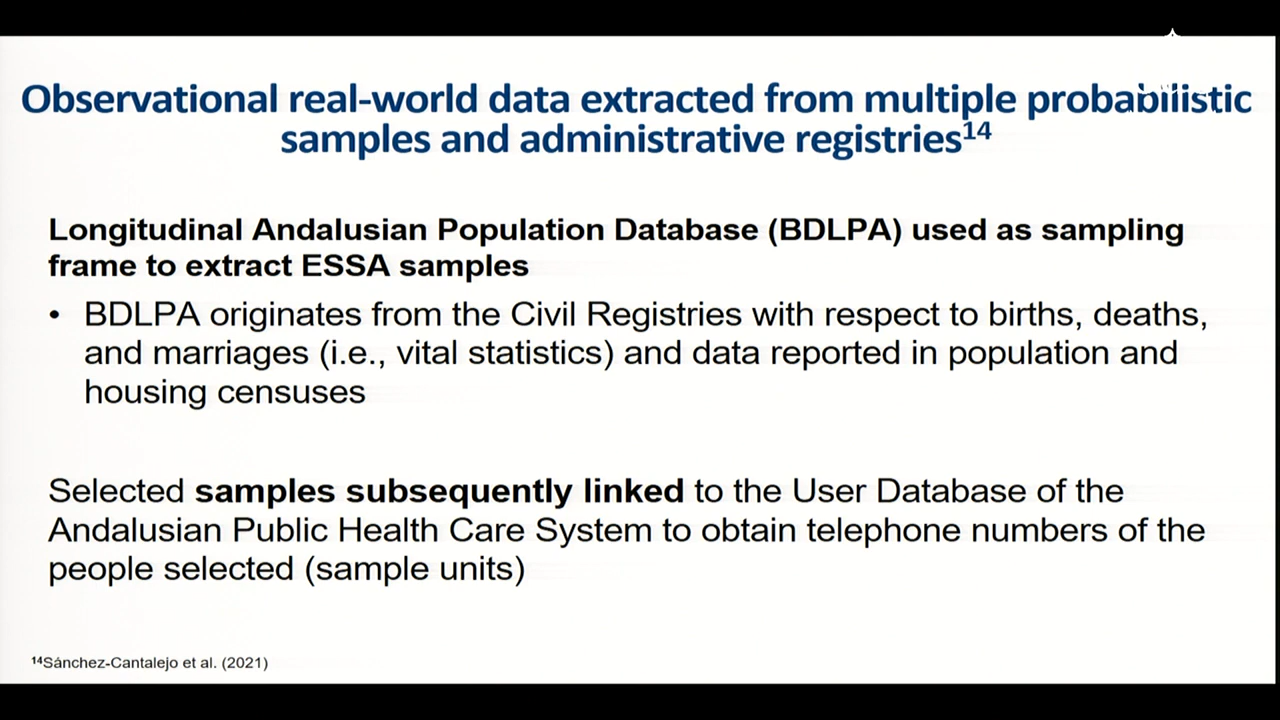 Observational real-world data extracted from multiple probabilistic
samples and administrative registries¹⁴
Longitudinal Andalusian Population Database (BDLPA) used as sampling
frame to extract ESSA samples
• BDLPA originates from the Civil Registries with respect to births, deaths,
and marriages (i.e., vital statistics) and data reported in population and
housing censuses
Selected samples subsequently linked to the User Database of the
Andalusian Public Health Care System to obtain telephone numbers of the
people selected (sample units)
¹⁴Sánchez-Cantalejo et al. (2021)